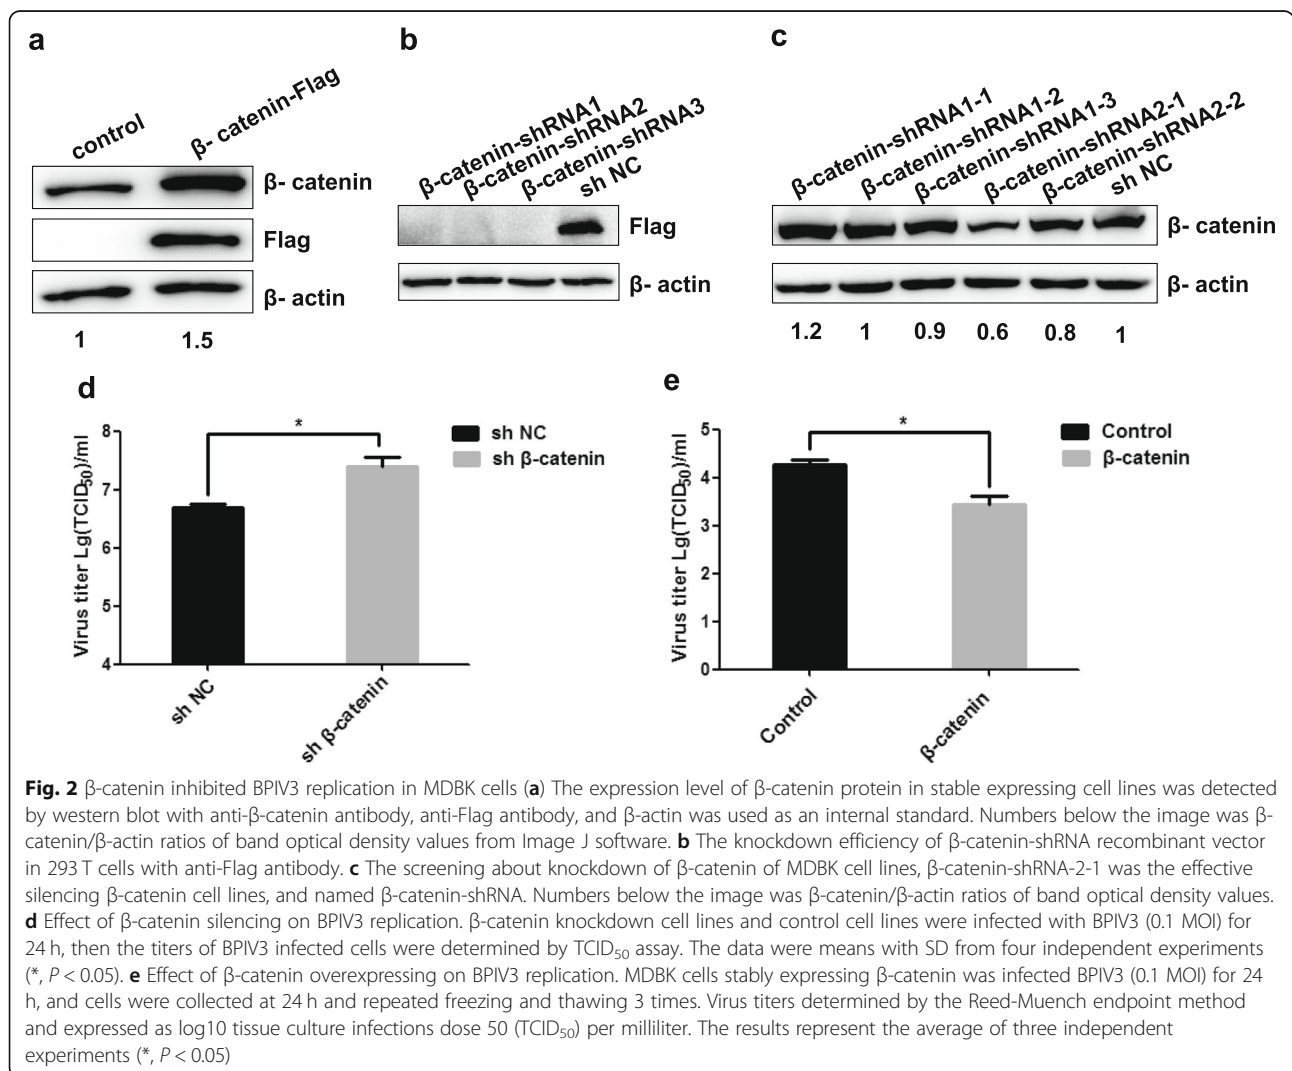 a
control
β- catenin-Flag
β- catenin
Flag
β- actin
1 1.5
b
β-catenin-shRNA1
β-catenin-shRNA2
β-catenin-shRNA3
sh NC
Flag
β- actin
c
β-catenin-shRNA1-1
β-catenin-shRNA1-2
β-catenin-shRNA1-3
β-catenin-shRNA2-1
β-catenin-shRNA2-2
sh NC
β- catenin
β- actin
1.2 1 0.9 0.6 0.8 1
d
Virus titer Lg(TCID50)/ml
8
7
6
5
4
*
sh NC
sh β-catenin
sh NC
sh β-catenin
e
Virus titer Lg(TCID50)/ml
5
4
3
2
1
0
*
Control
β-catenin
Control
β-catenin
Fig. 2 β-catenin inhibited BPIV3 replication in MDBK cells (a) The expression level of β-catenin protein in stable expressing cell lines was detected
by western blot with anti-β-catenin antibody, anti-Flag antibody, and β-actin was used as an internal standard. Numbers below the image was β-
catenin/β-actin ratios of band optical density values from Image J software. b The knockdown efficiency of β-catenin-shRNA recombinant vector
in 293 T cells with anti-Flag antibody. c The screening about knockdown of β-catenin of MDBK cell lines, β-catenin-shRNA-2-1 was the effective
silencing β-catenin cell lines, and named β-catenin-shRNA. Numbers below the image was β-catenin/β-actin ratios of band optical density values.
d Effect of β-catenin silencing on BPIV3 replication. β-catenin knockdown cell lines and control cell lines were infected with BPIV3 (0.1 MOI) for
24 h, then the titers of BPIV3 infected cells were determined by TCID50 assay. The data were means with SD from four independent experiments
(*, P < 0.05). e Effect of β-catenin overexpressing on BPIV3 replication. MDBK cells stably expressing β-catenin was infected BPIV3 (0.1 MOI) for 24
h, and cells were collected at 24 h and repeated freezing and thawing 3 times. Virus titers determined by the Reed-Muench endpoint method
and expressed as log10 tissue culture infections dose 50 (TCID50) per milliliter. The results represent the average of three independent
experiments (*, P < 0.05)